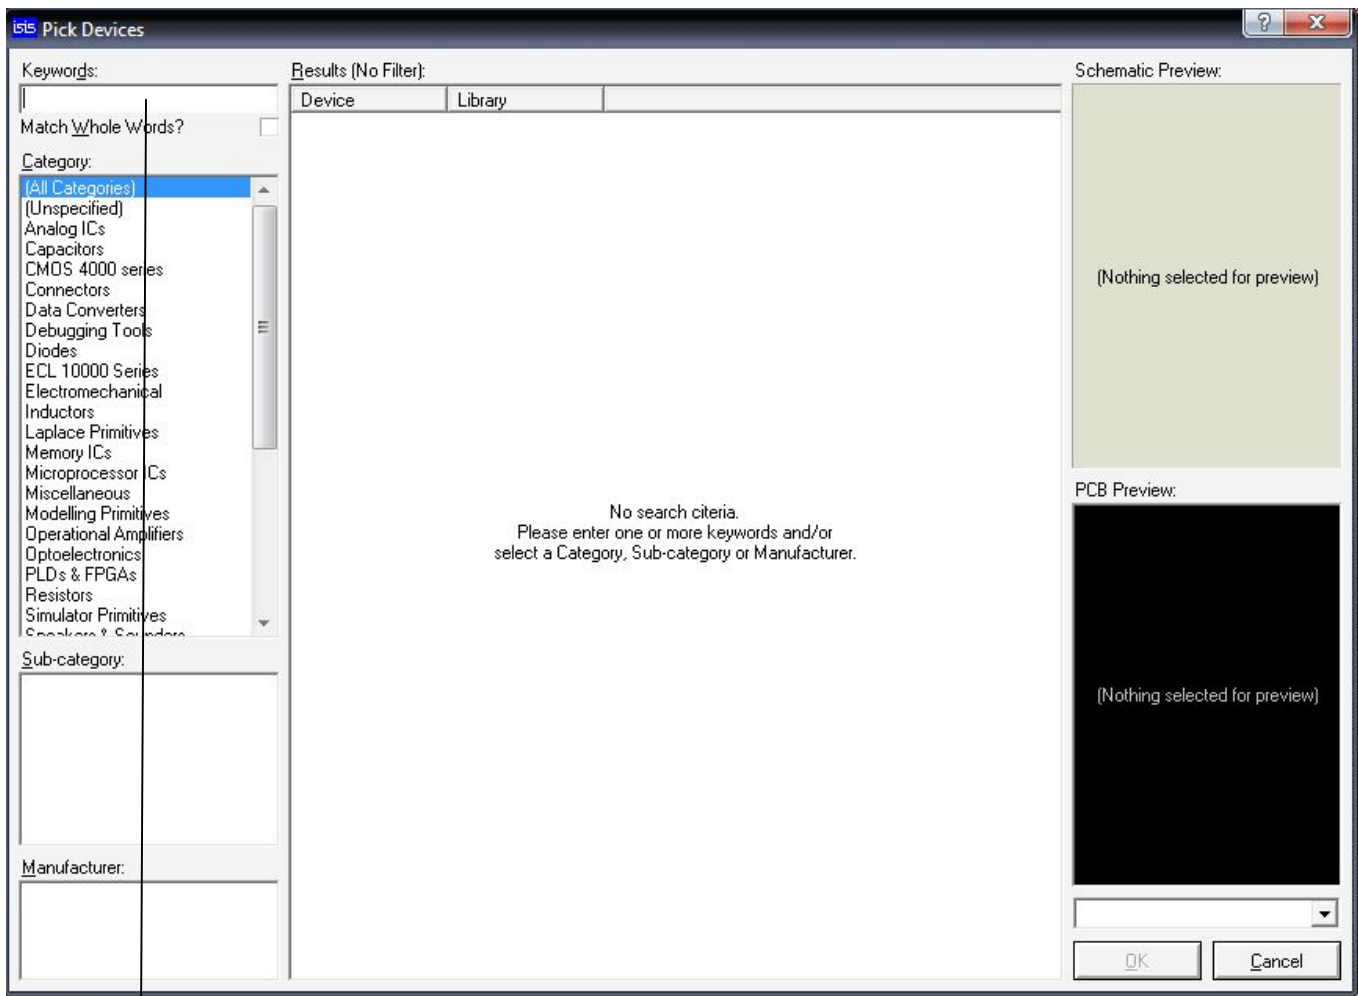 isis Pick Devices
?
X
Keywords:
Match Whole Words?
Category:
(All Categories)
(Unspecified)
Analog ICs
Capacitors
CMOS 4000 series
Connectors
Data Converters
Debugging Tools
Diodes
ECL 10000 Series
Electromechanical
Inductors
Laplace Primitives
Memory ICs
Microprocessor ICs
Miscellaneous
Modelling Primitives
Operational Amplifiers
Optoelectronics
PLDs & FPGAs
Resistors
Simulator Primitives
Speakers & Sounders
Sub-category:
Manufacturer:
Results (No Filter):
Device Library
No search citeria.
Please enter one or more keywords and/or
select a Category, Sub-category or Manufacturer.
Schematic Preview:
(Nothing selected for preview)
PCB Preview:
(Nothing selected for preview)
OK Cancel